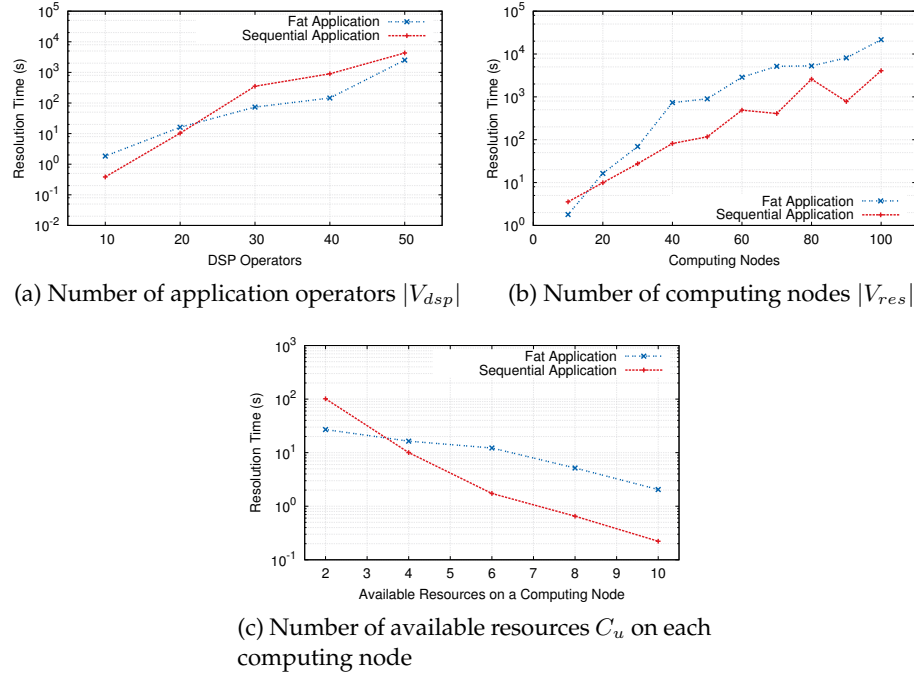 Fat Application
Sequential Application
10^5
10^4
10^3
10^2
10^1
10^0
10^-1
10^-2
Resolution Time (s)
10 20 30 40 50
DSP Operators
(a) Number of application operators |V_dsp|
10^5
10^4
10^3
10^2
10^1
10^0
Resolution Time (s)
Fat Application
Sequential Application
0 20 40 60 80 100
Computing Nodes
(b) Number of computing nodes |V_res|
Fat Application
Sequential Application
10^3
10^2
10^1
10^0
10^-1
Resolution Time (s)
2 3 4 5 6 7 8 9 10
Available Resources on a Computing Node
(c) Number of available resources C_u on each
computing node